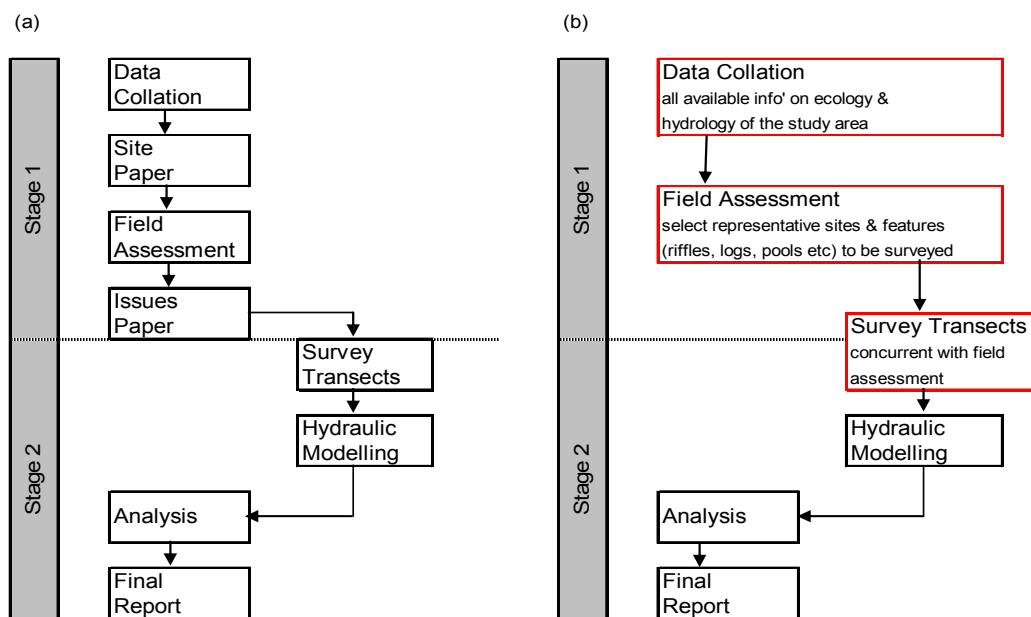 (a)
Stage 1
Stage 2
Data
Collation
Site
Paper
Field
Assessment
Issues
Paper
Survey
Transects
Hydraulic
Modelling
Analysis
Final
Report
(b)
Stage 1
Stage 2
Data Collation
all available info' on ecology &
hydrology of the study area
Field Assessment
select representative sites & features
(riffles, logs, pools etc) to be surveyed
Survey Transects
concurrent with field
assessment
Hydraulic
Modelling
Analysis
Final
Report